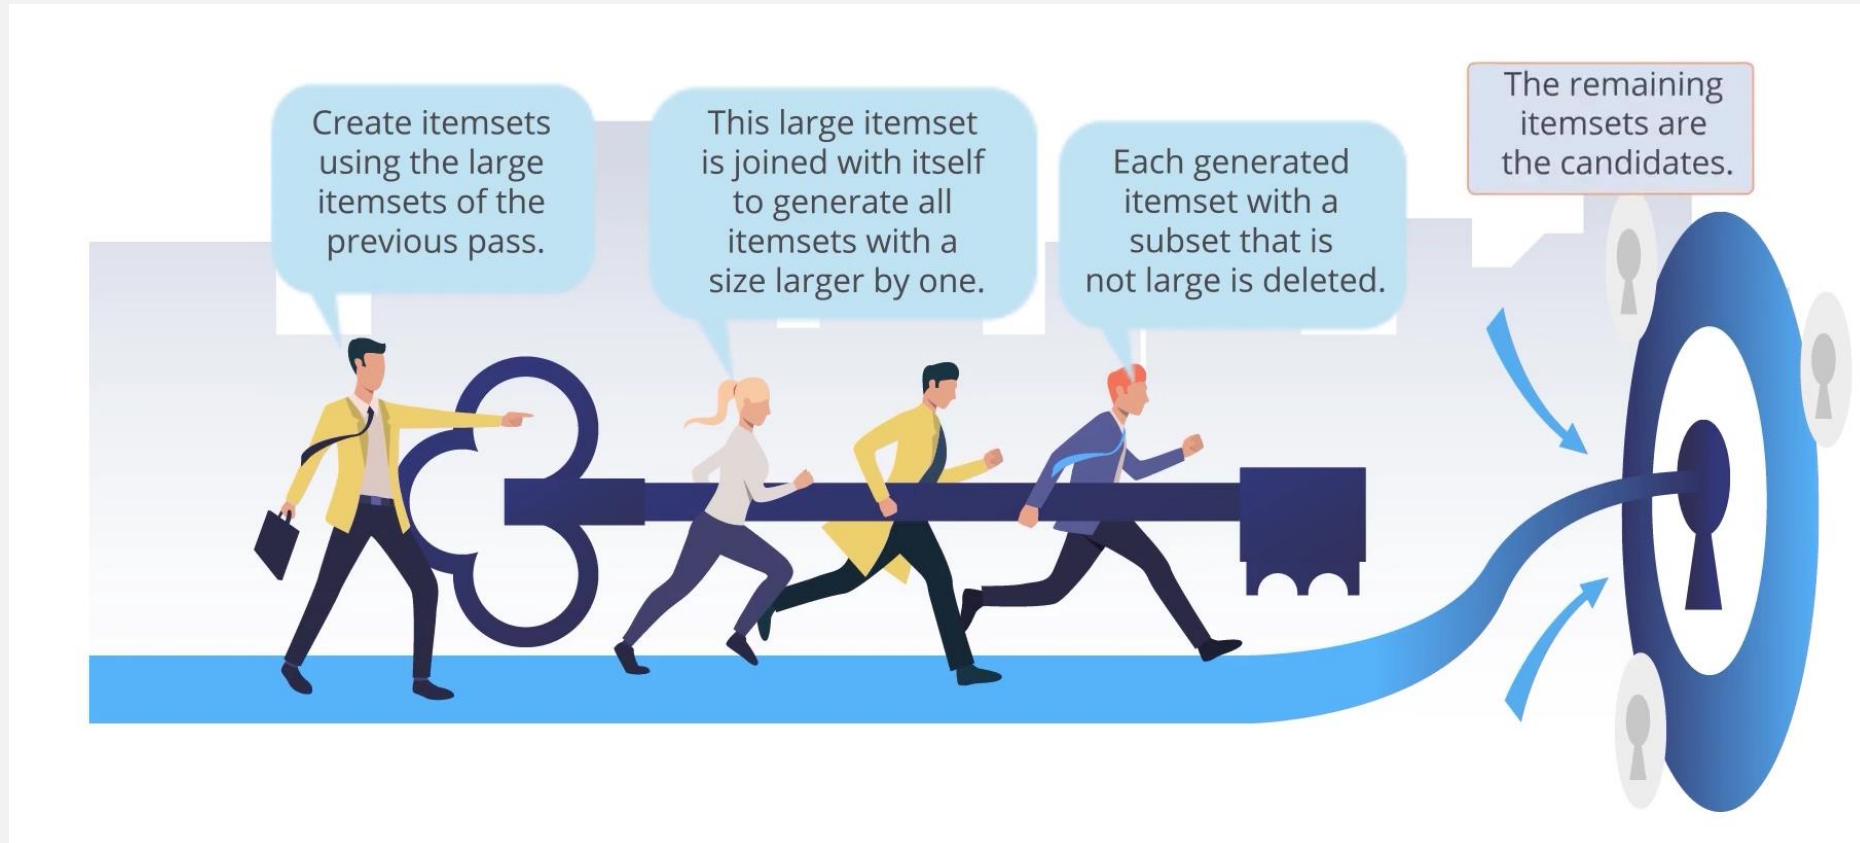 Create itemsets
using the large
itemsets of the
previous pass.
This large itemset
is joined with itself
to generate all
itemsets with a
size larger by one.
Each generated
itemset with a
subset that is
not large is deleted.
The remaining
itemsets are
the candidates.